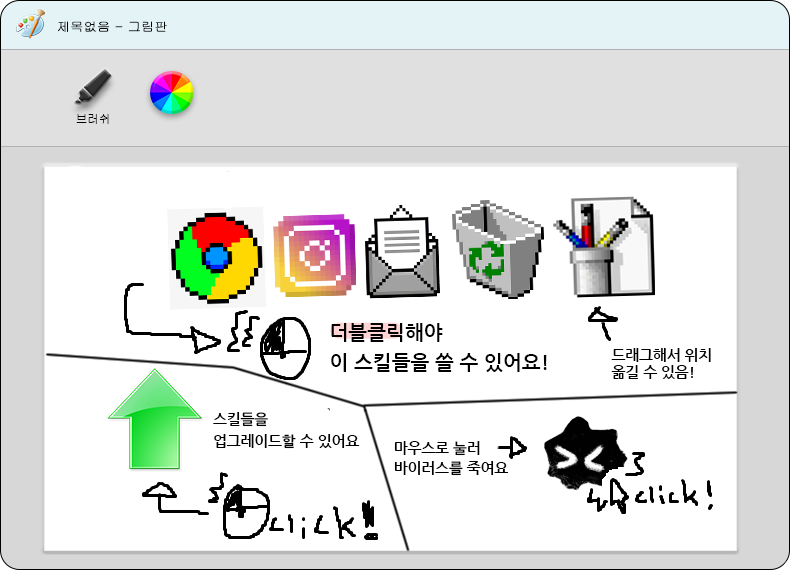 제목없음 - 그림판
브러쉬
더블클릭해야
이 스킬들을 쓸 수 있어요!
드래그해서 위치
옮길 수 있음!
스킬들을
업그레이드할 수 있어요
마우스로 눌러
바이러스를 죽여요
click!
click!!